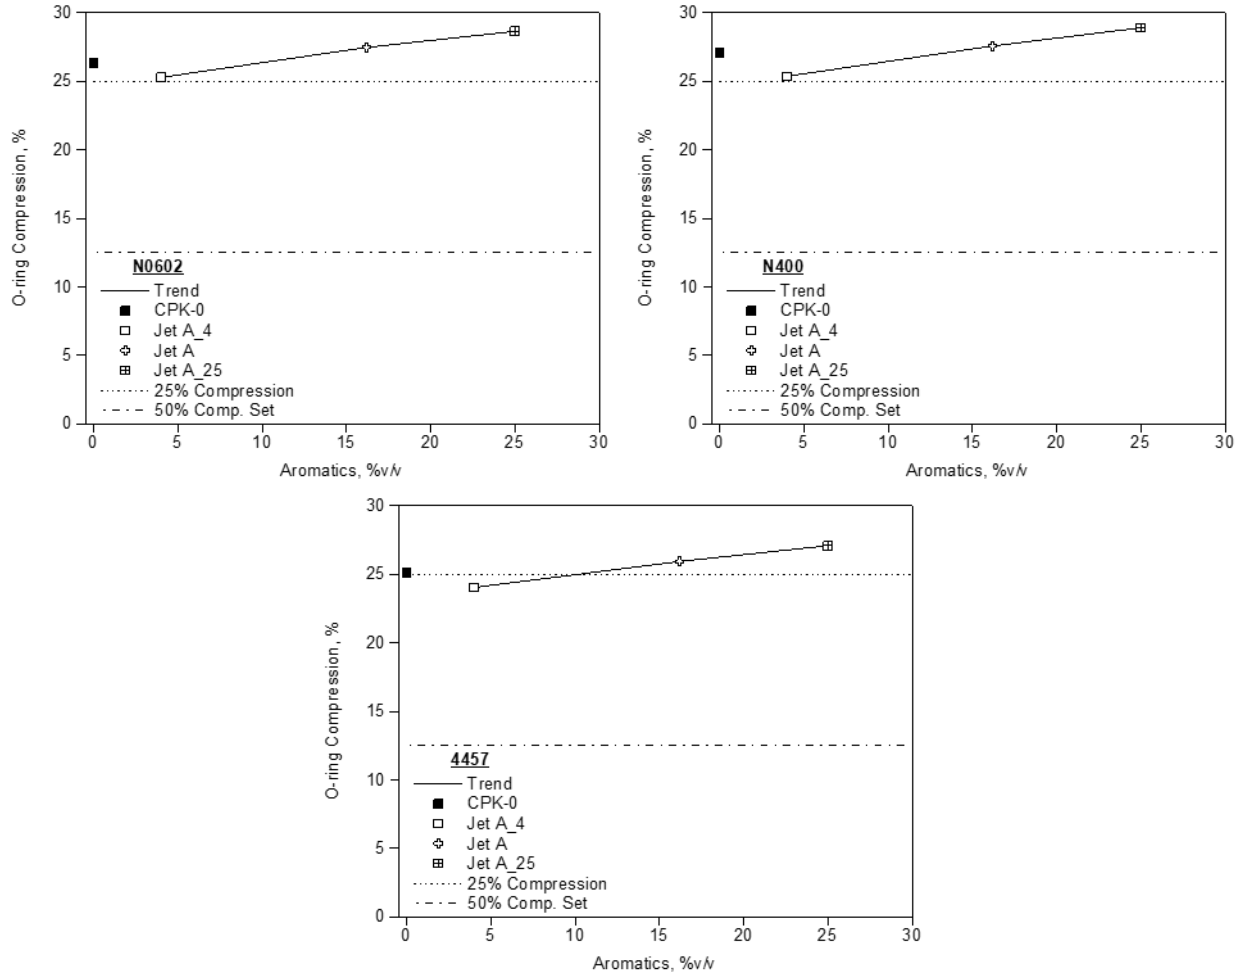 30
25
20
15
10
5
0
O-ring Compression, %
N0602
Trend
CPK-0
Jet A_4
Jet A
Jet A_25
25% Compression
50% Comp. Set
0 5 10 15 20 25 30
Aromatics, %v/v
30
25
20
15
10
5
0
O-ring Compression, %
N400
Trend
CPK-0
Jet A_4
Jet A
Jet A_25
25% Compression
50% Comp. Set
0 5 10 15 20 25 30
Aromatics, %v/v
30
25
20
15
10
5
0
O-ring Compression, %
4457
Trend
CPK-0
Jet A_4
Jet A
Jet A_25
25% Compression
50% Comp. Set
0 5 10 15 20 25 30
Aromatics, %v/v